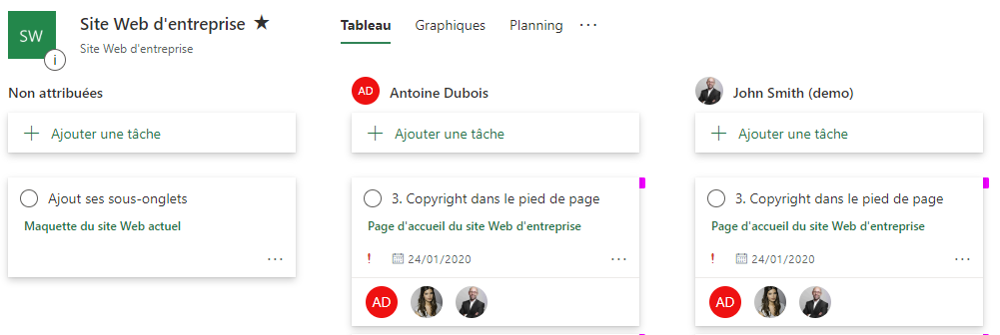 SW
Site Web d'entreprise ★
Site Web d'entreprise
i
Tableau Graphiques Planning ...
Non attribuées
+ Ajouter une tâche
Ajout ses sous-onglets
Maquette du site Web actuel
...
AD Antoine Dubois
+ Ajouter une tâche
3. Copyright dans le pied de page
Page d'accueil du site Web d'entreprise
! 24/01/2020 ...
AD
John Smith (demo)
+ Ajouter une tâche
3. Copyright dans le pied de page
Page d'accueil du site Web d'entreprise
! 24/01/2020 ...
AD